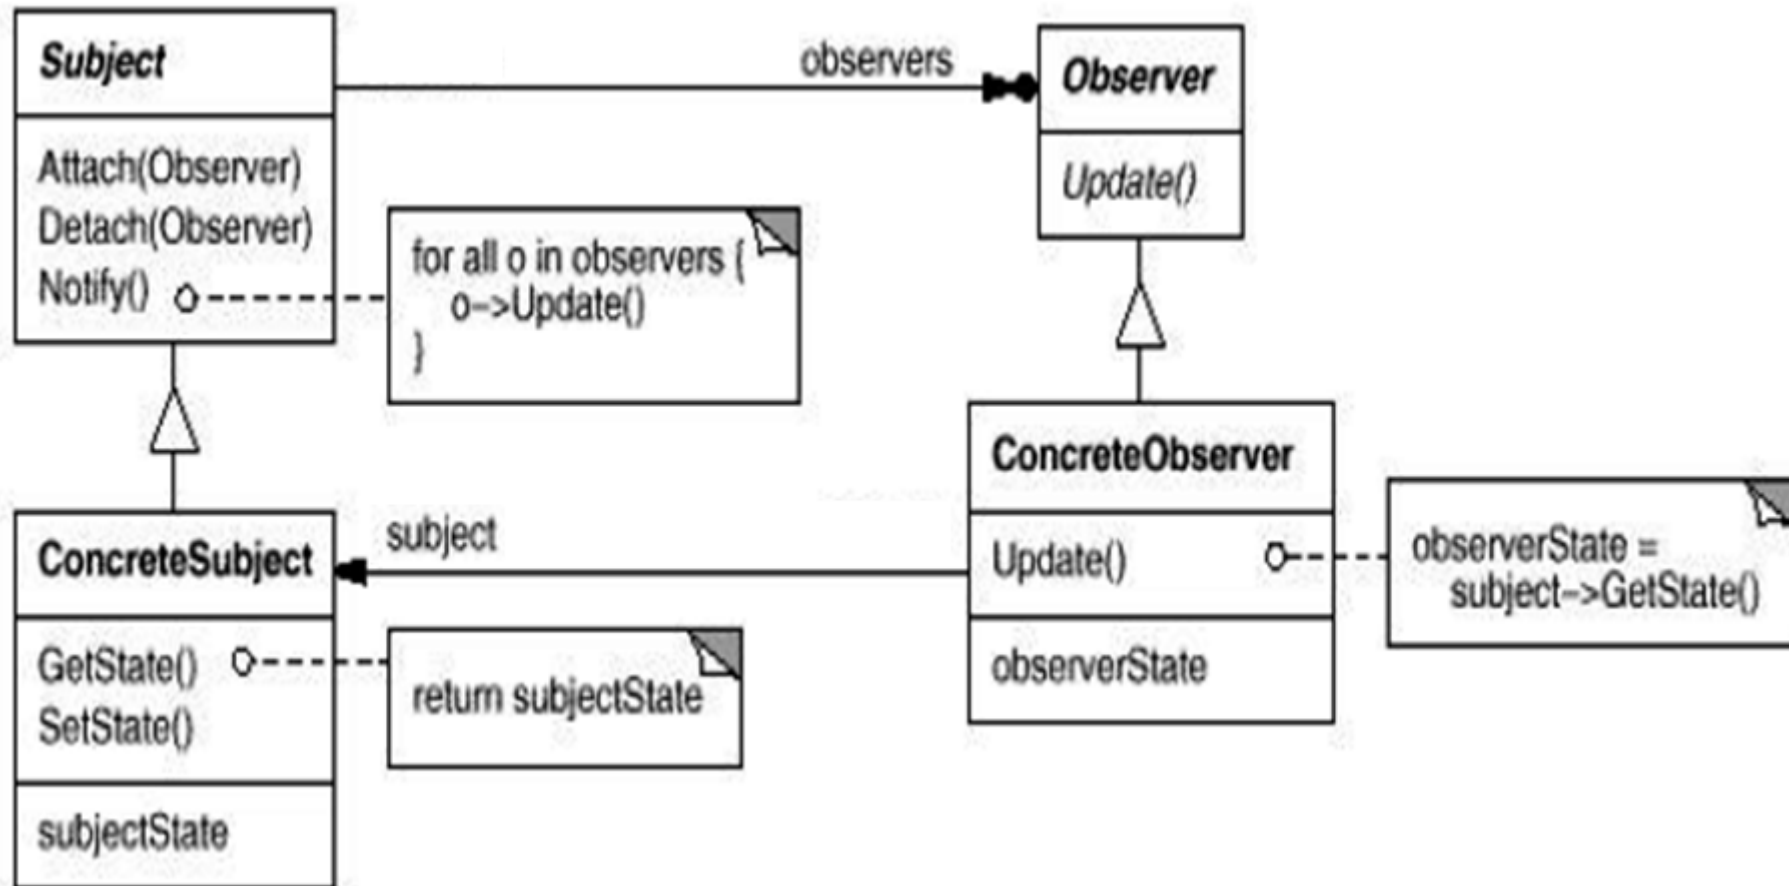 Subject
Attach(Observer)
Detach(Observer)
Notify()
observers
Observer
Update()
for all o in observers {
o–>Update()
}
ConcreteSubject
GetState()
SetState()
subjectState
subject
return subjectState
ConcreteObserver
Update()
observerState
observerState =
subject–>GetState()